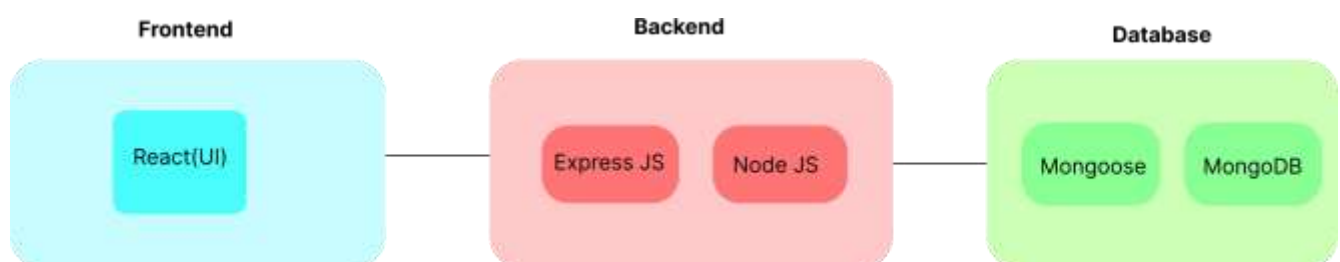 Frontend
Backend
Database
React(UI)
Express JS
Node JS
Mongoose
MongoDB